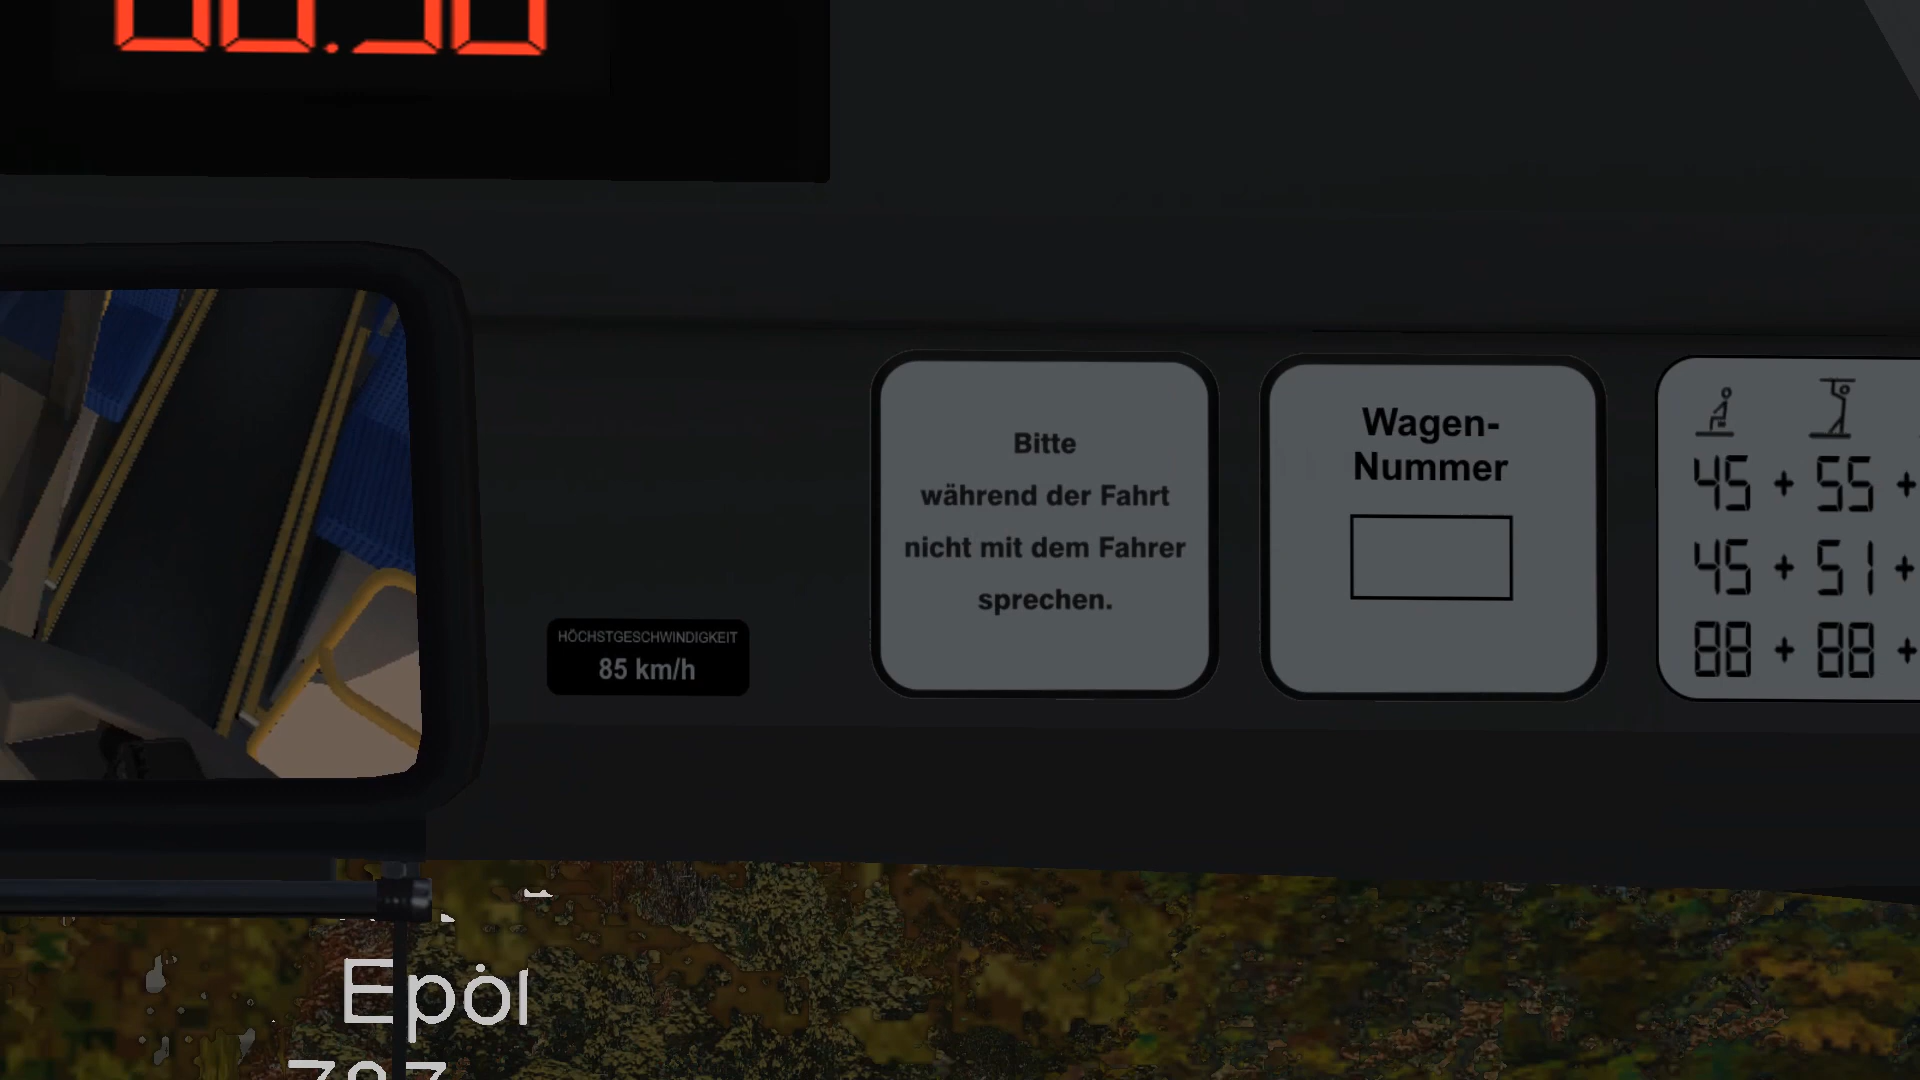 Bitte
während der Fahrt
nicht mit dem Fahrer
sprechen.
Wagen-
Nummer
45 + 55 +
45 + 51 +
88 + 88 +
HÖCHSTGESCHWINDIGKEIT
85 km/h
Epol